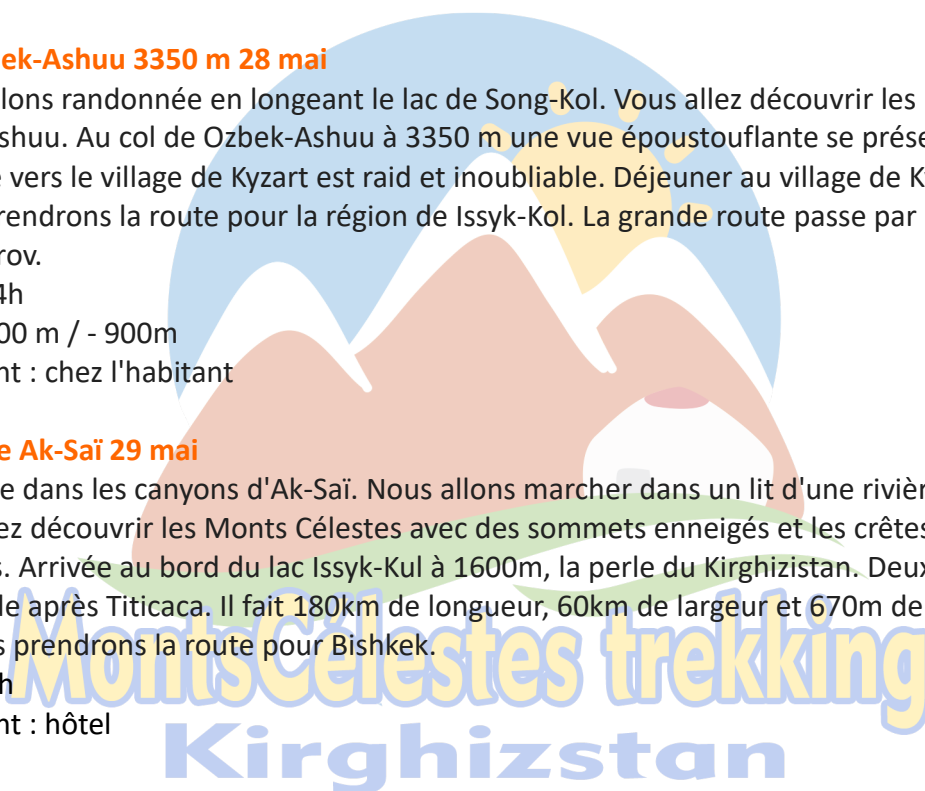 ek-Ashuu 3350 m 28 mai
lons randonnée en longeant le lac de Song-Kol. Vous allez découvrir les
shuu. Au col de Ozbek-Ashuu à 3350 m une vue époustouflante se prése
e vers le village de Kyzart est raid et inoubliable. Déjeuner au village de K
rendrons la route pour la région de Issyk-Kol. La grande route passe par
rov.
4h
00 m / - 900m
nt : chez l'habitant
e Ak-Saï 29 mai
e dans les canyons d'Ak-Saï. Nous allons marcher dans un lit d'une rivièr
ez découvrir les Monts Célestes avec des sommets enneigés et les crêtes
s. Arrivée au bord du lac Issyk-Kul à 1600m, la perle du Kirghizistan. Deux
le après Titicaca. Il fait 180km de longueur, 60km de largeur et 670m de
s prendrons la route pour Bishkek.
h
nt : hôtel
MontsCélestes trekking
Kirghizstan